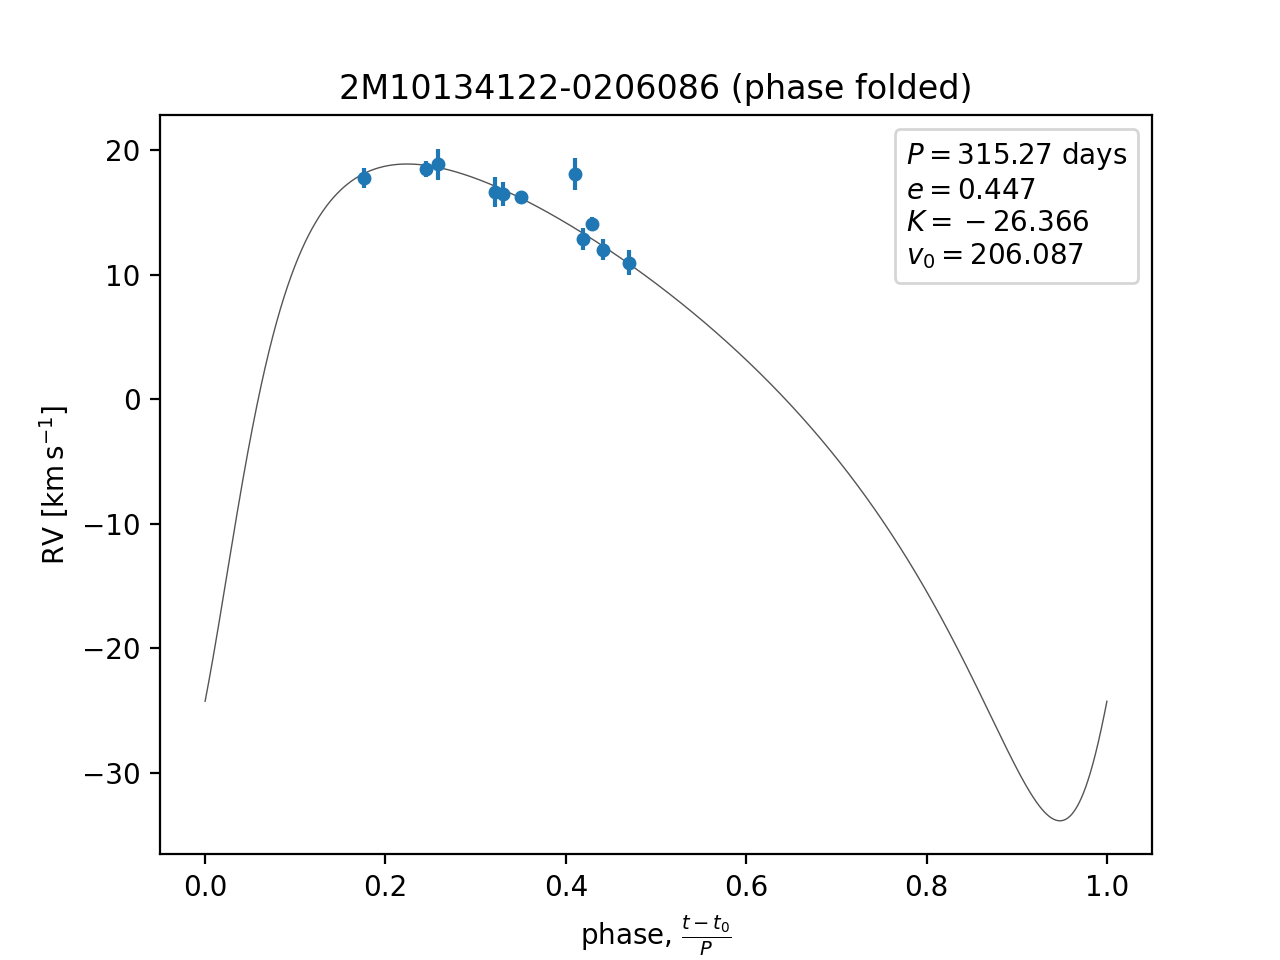 2M10134122-0206086 (phase folded)
P = 315.27 days
e = 0.447
K = −26.366
v₀ = 206.087
20
10
0
−10
−20
−30
RV [km s⁻¹]
0.0 0.2 0.4 0.6 0.8 1.0
phase, (t − t₀)/P